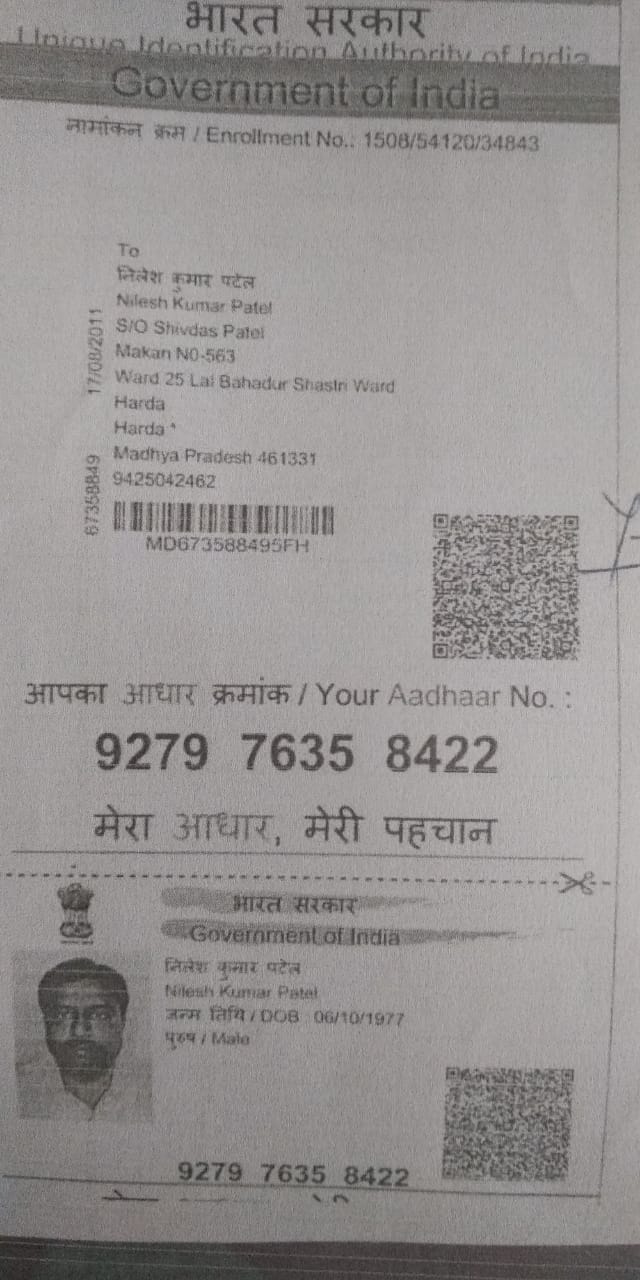 भारत सरकार
Unique Identification Authority of India
Government of India
नामांकन क्रम / Enrollment No.: 1508/54120/34843
To
निलेश कुमार पटेल
Nilesh Kumar Patel
S/O Shivdas Patel
Makan N0-563
Ward 25 Lal Bahadur Shastri Ward
Harda
Harda *
Madhya Pradesh 461331
9425042462
17/08/2011
67358849
MD673588495FH
आपका आधार क्रमांक / Your Aadhaar No. :
9279 7635 8422
मेरा आधार, मेरी पहचान
भारत सरकार
Government of India
निलेश कुमार पटेल
Nilesh Kumar Patel
जन्म तिथि / DOB 06/10/1977
पुरुष / Male
9279 7635 8422